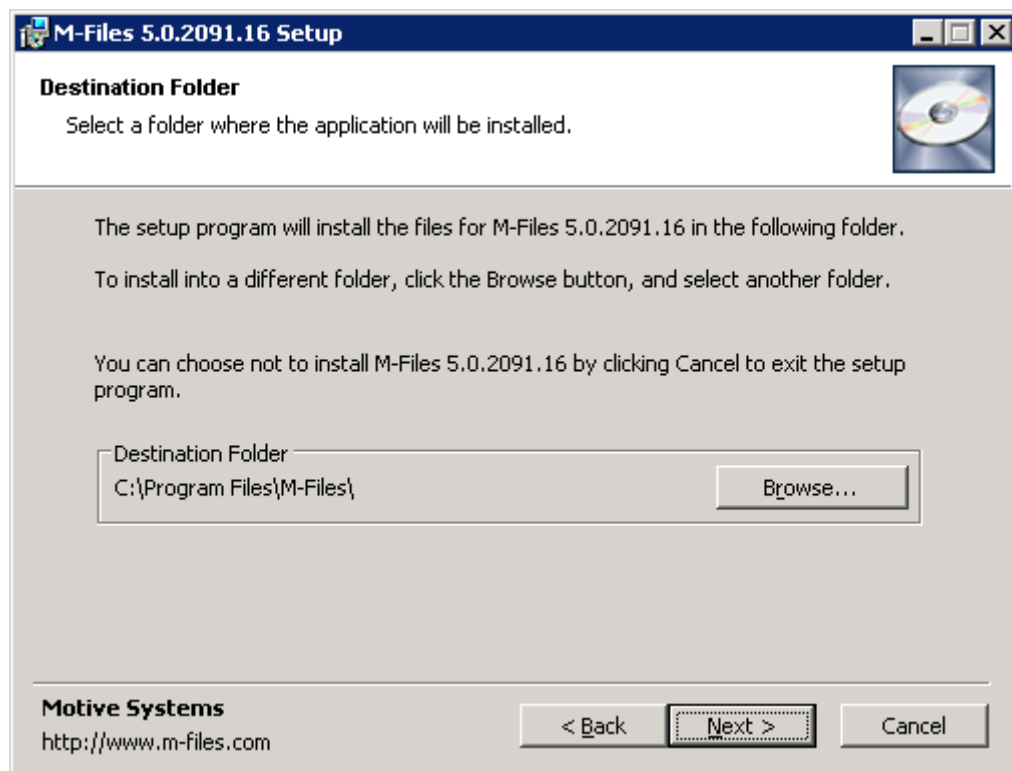 M-Files 5.0.2091.16 Setup
Destination Folder
Select a folder where the application will be installed.
The setup program will install the files for M-Files 5.0.2091.16 in the following folder.
To install into a different folder, click the Browse button, and select another folder.
You can choose not to install M-Files 5.0.2091.16 by clicking Cancel to exit the setup
program.
Destination Folder
C:\Program Files\M-Files\
Browse...
Motive Systems
http://www.m-files.com
< Back
Next >
Cancel